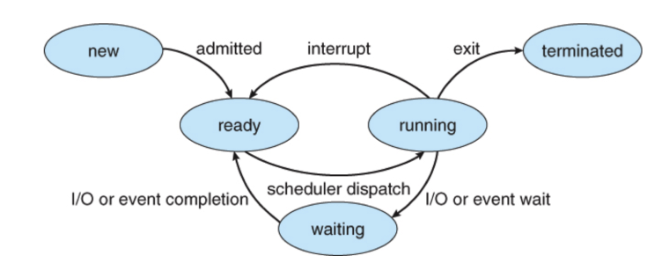 new
admitted
interrupt
exit
terminated
ready
running
scheduler dispatch
I/O or event completion
I/O or event wait
waiting